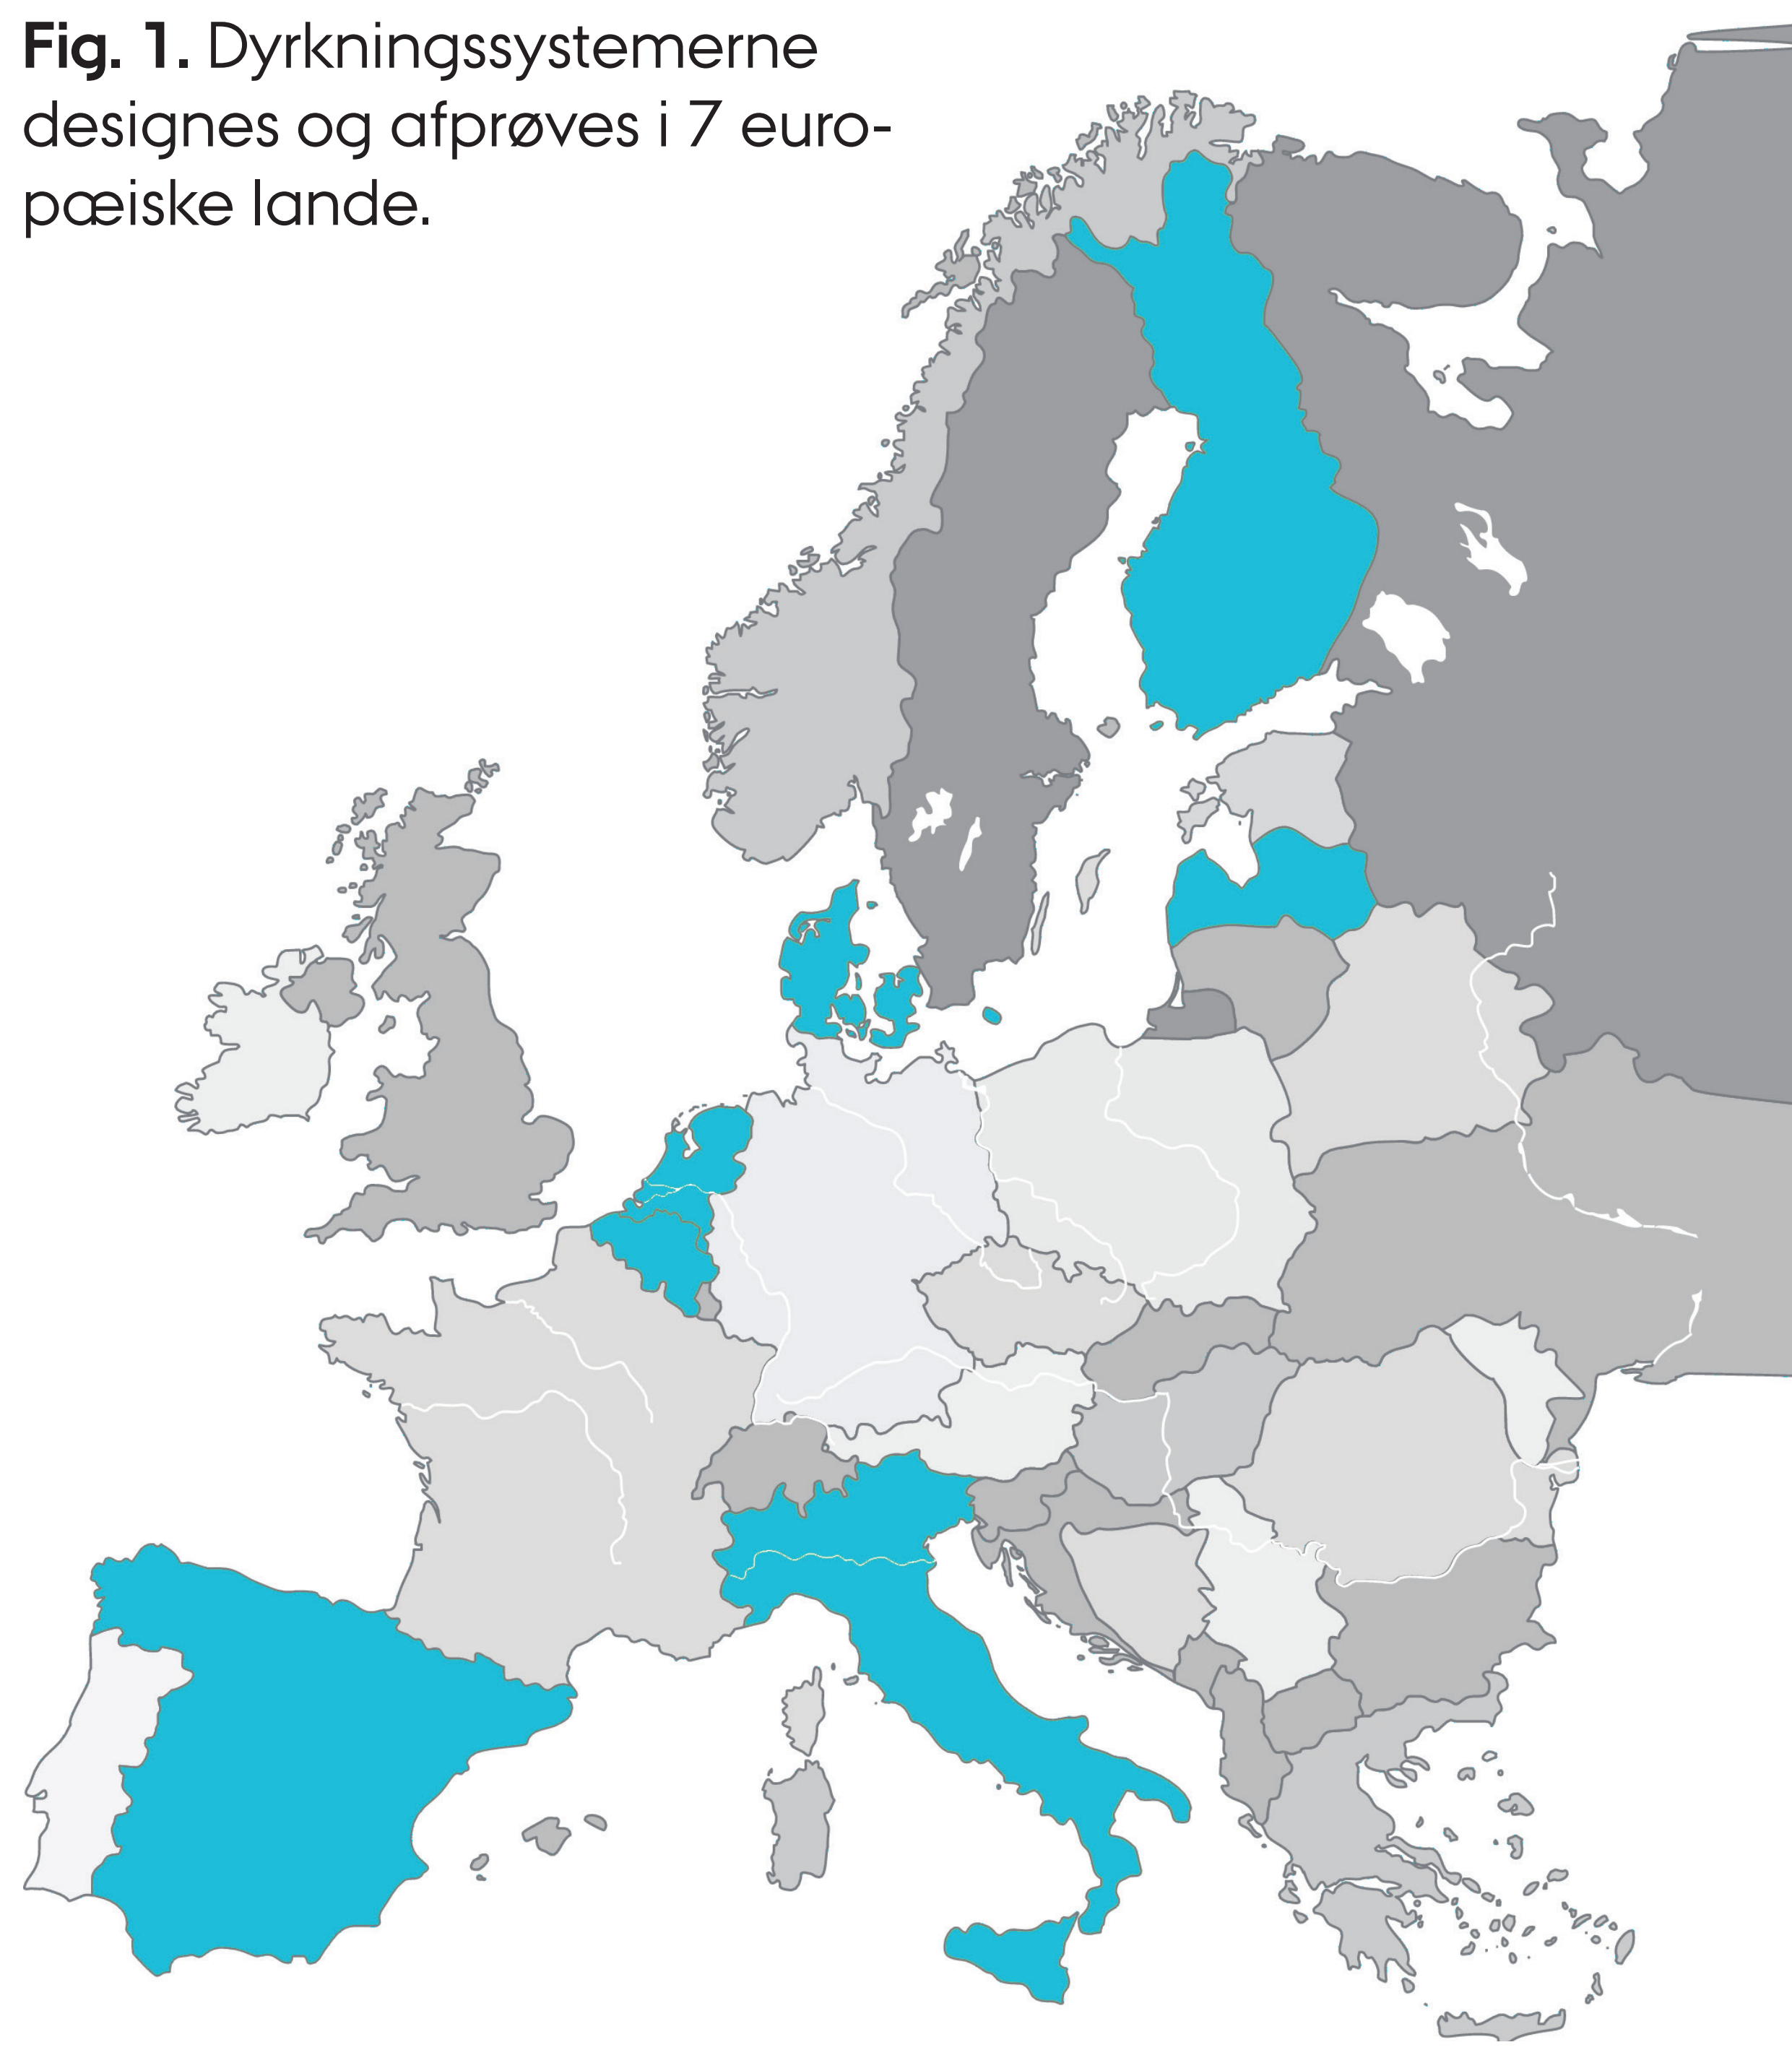 Fig. 1. Dyrkningssystemerne
designes og afprøves i 7 euro-
pæiske lande.